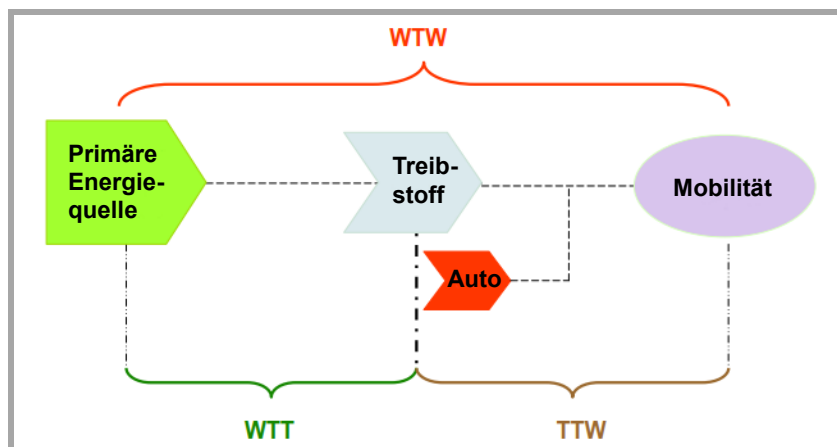 WTW
Primäre
Energie-
quelle
Treib-
stoff
Mobilität
Auto
WTT
TTW